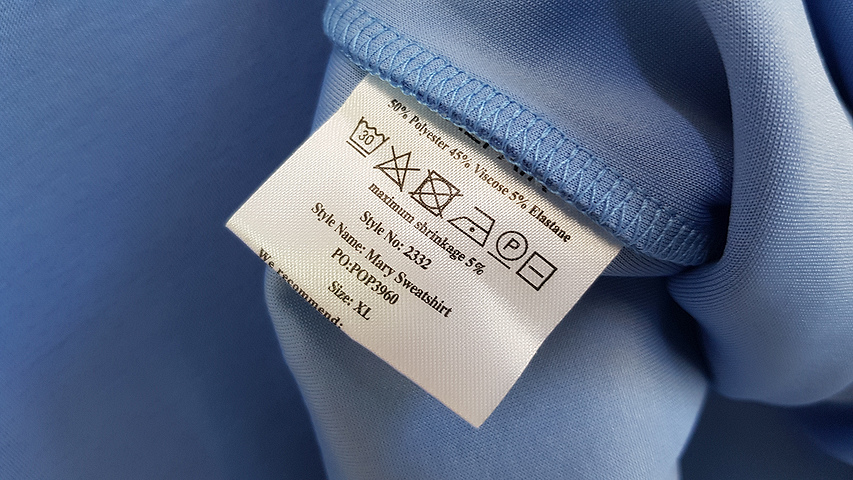 50% Polyester 45% Viscose 5% Elastane
30
P
maximum shrinkage 5%
Style No: 2332
Style Name: Mary Sweatshirt
PO:POP3960
Size: XL
We recommend: